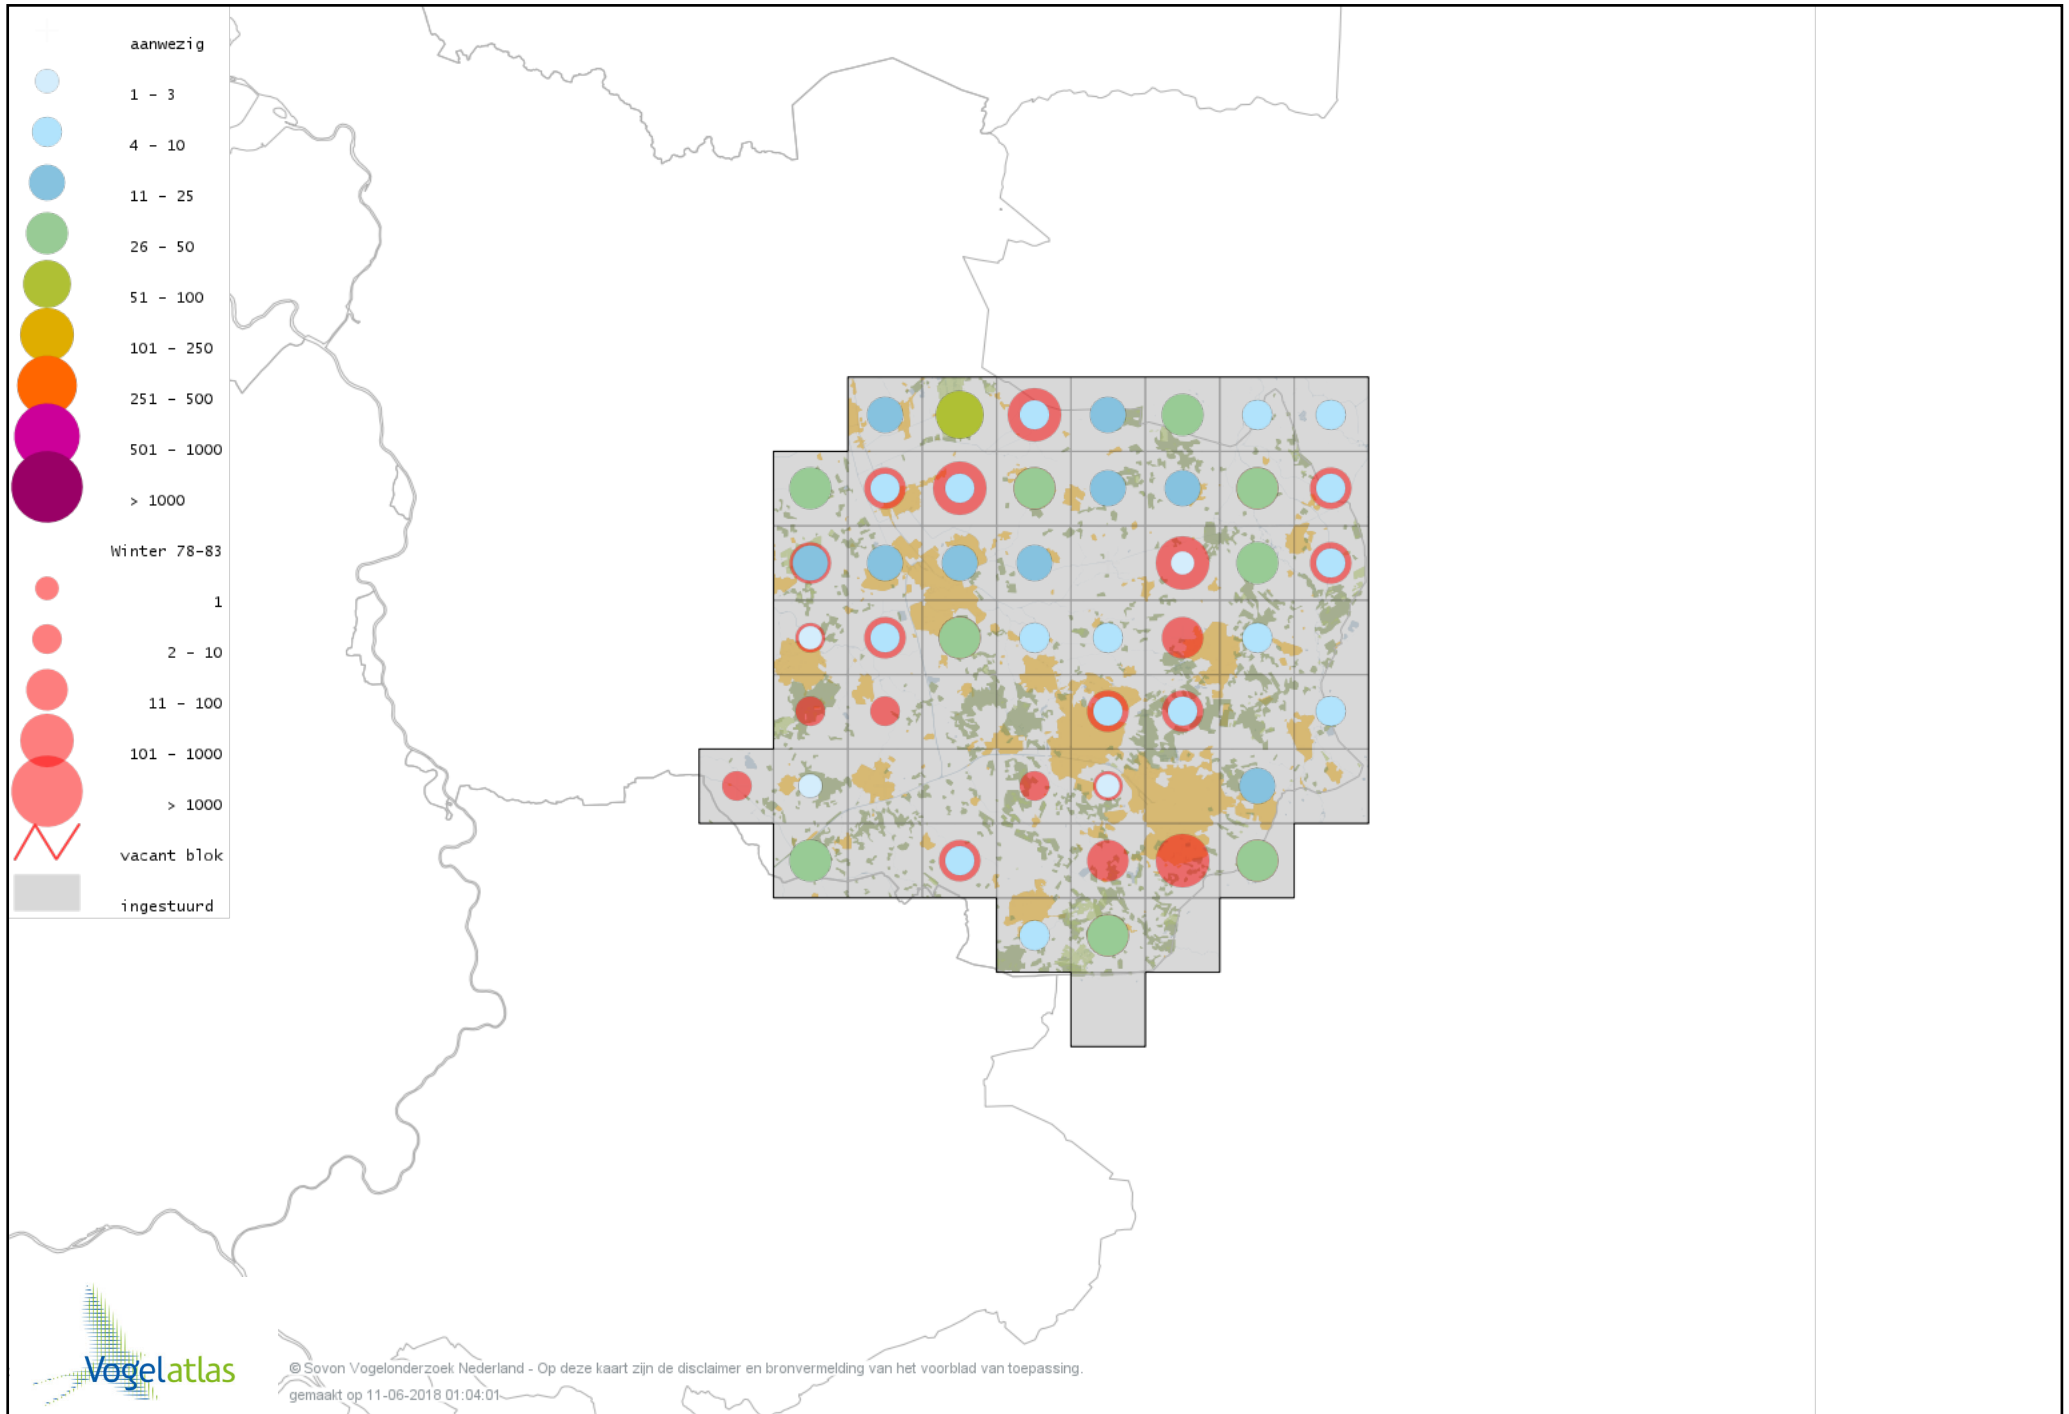 aanwezig
1 - 3
4 - 10
11 - 25
26 - 50
51 - 100
101 - 250
251 - 500
501 - 1000
> 1000
Winter 78-83
1
2 - 10
11 - 100
101 - 1000
> 1000
vacant blok
ingestuurd
Vogelatlas
© Sovon Vogelonderzoek Nederland - Op deze kaart zijn de disclaimer en bronvermelding van het voorblad van toepassing.
gemaakt op 11-06-2018 01:04:01